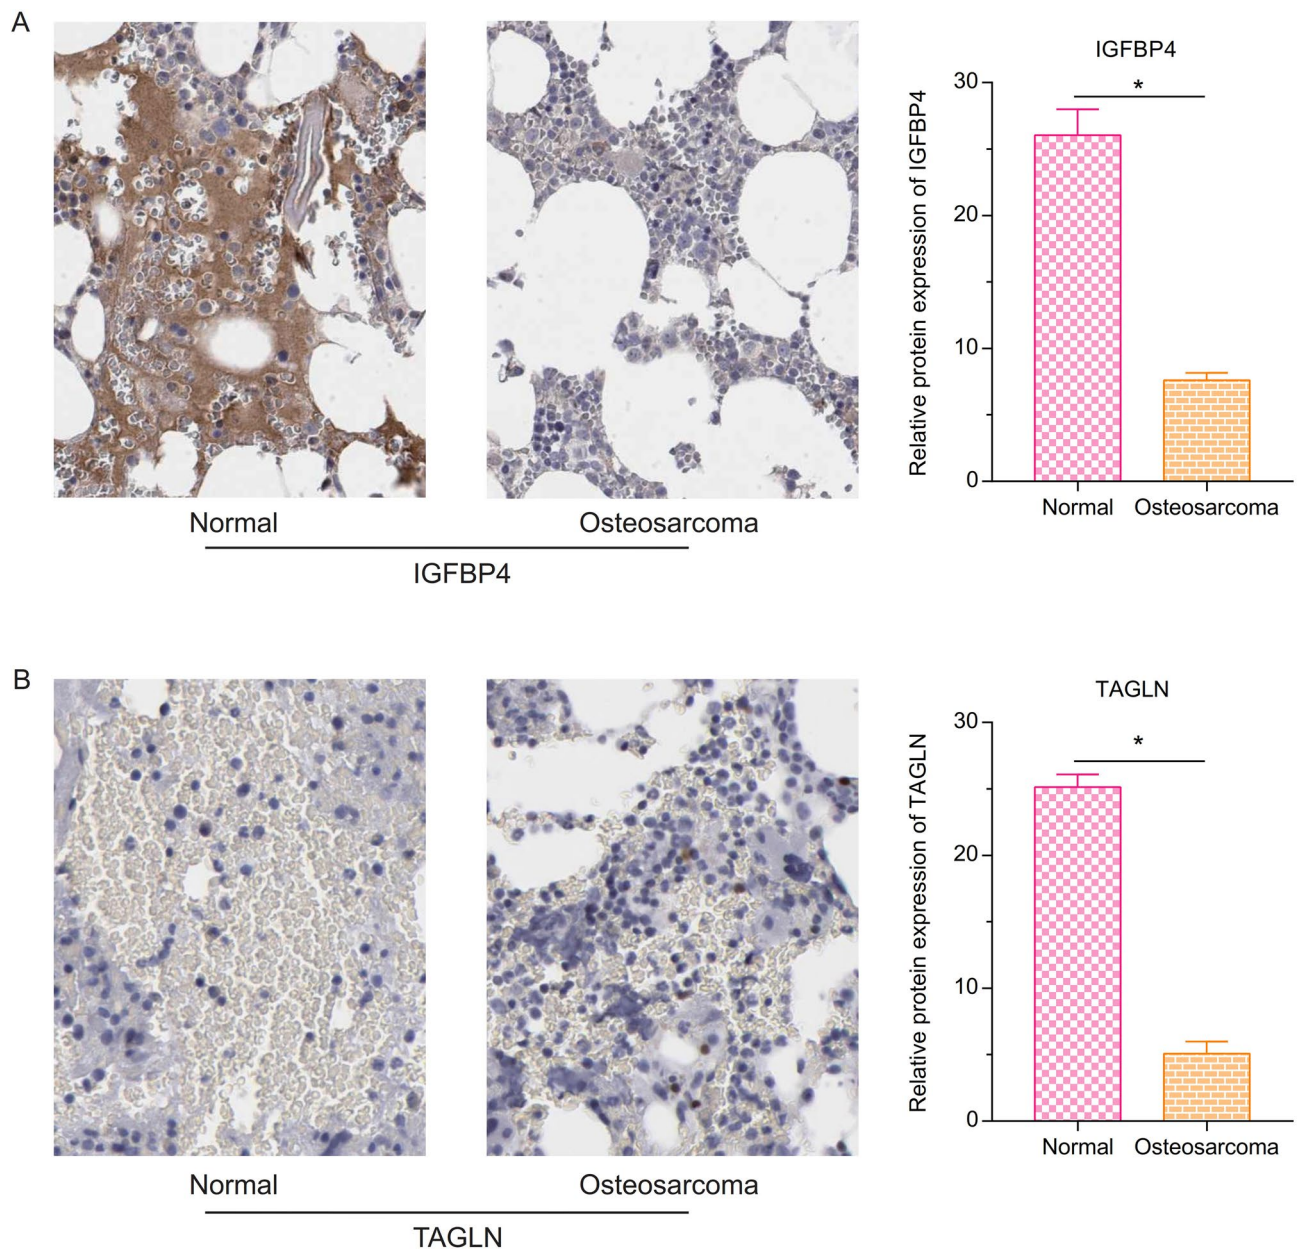 A
Normal
Osteosarcoma
IGFBP4
IGFBP4
Relative protein expression of IGFBP4
30
20
10
0
*
Normal
Osteosarcoma
B
Normal
Osteosarcoma
TAGLN
TAGLN
Relative protein expression of TAGLN
30
20
10
0
*
Normal
Osteosarcoma